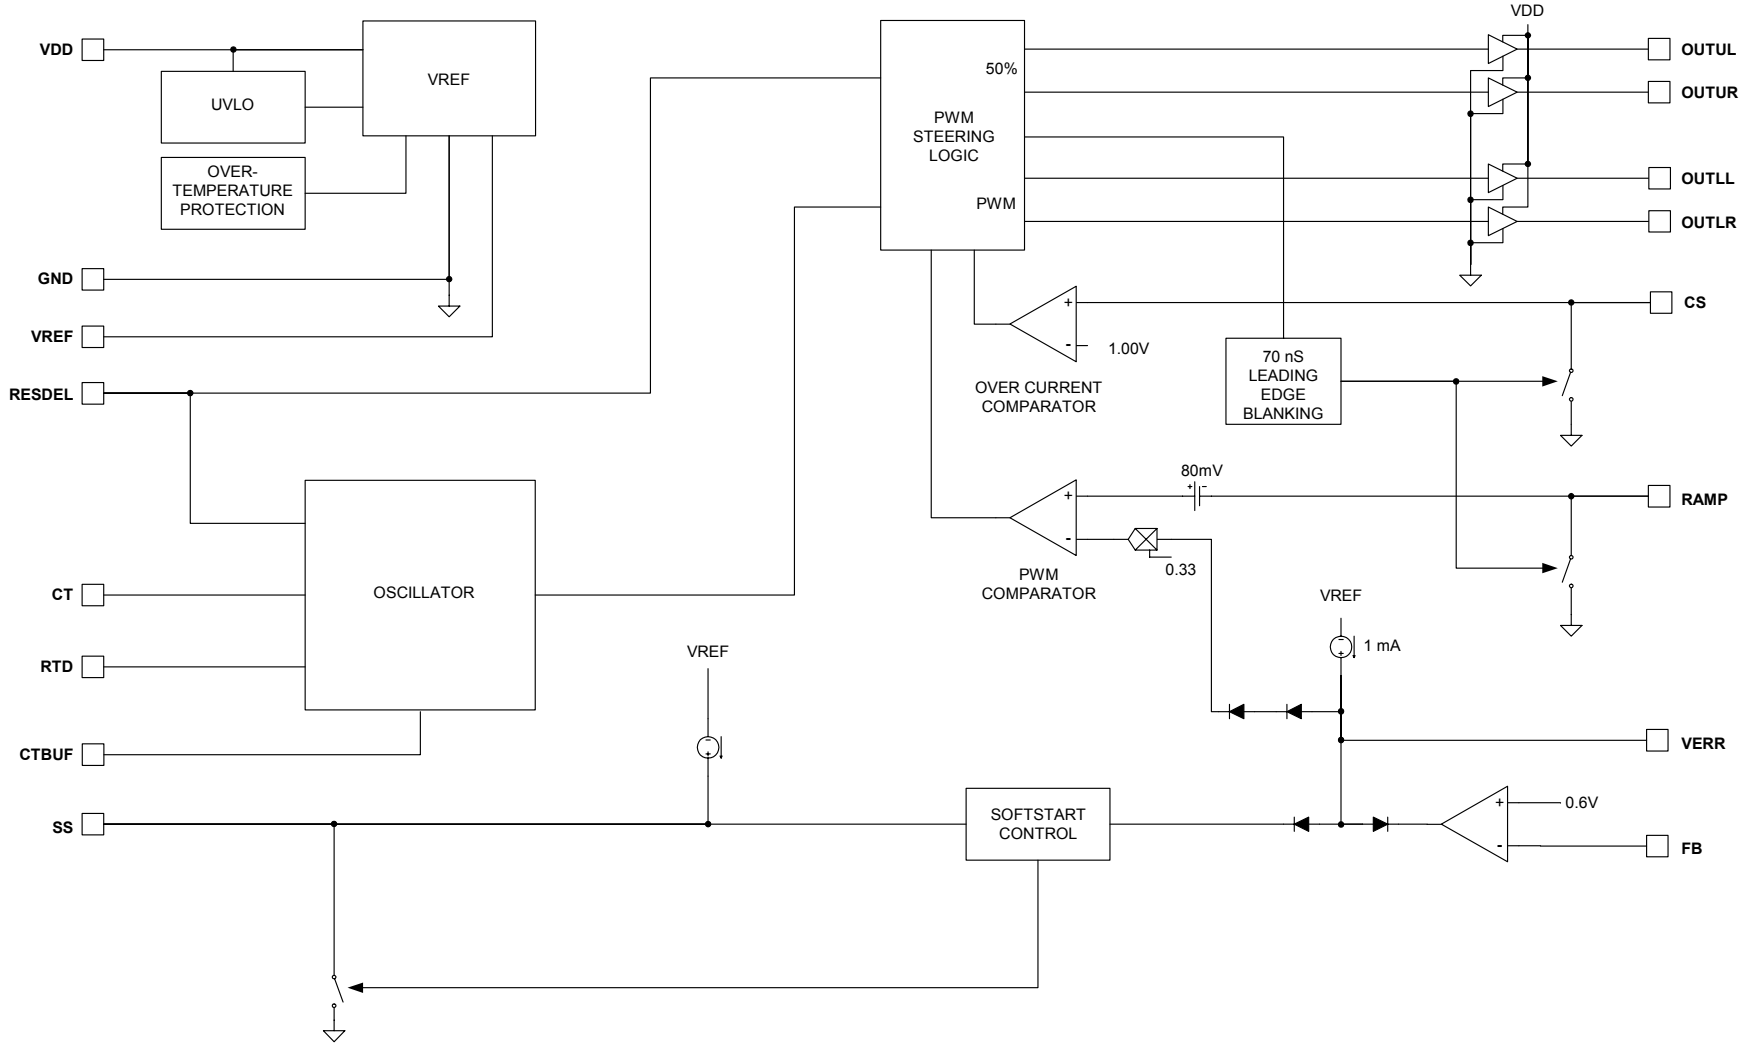 VDD
VDD
OUTUL
50%
VREF
UVLO
OUTUR
PWM
STEERING
LOGIC
OVER-
TEMPERATURE
PROTECTION
OUTLL
PWM
OUTLR
GND
+
CS
VREF
-
1.00V
70 nS
LEADING
EDGE
BLANKING
RESDEL
OVER CURRENT
COMPARATOR
80mV
+
-
+
RAMP
-
0.33
PWM
COMPARATOR
CT
OSCILLATOR
VREF
-
+
1 mA
RTD
VREF
VERR
CTBUF
-
+
SOFTSTART
CONTROL
+
0.6V
SS
-
FB